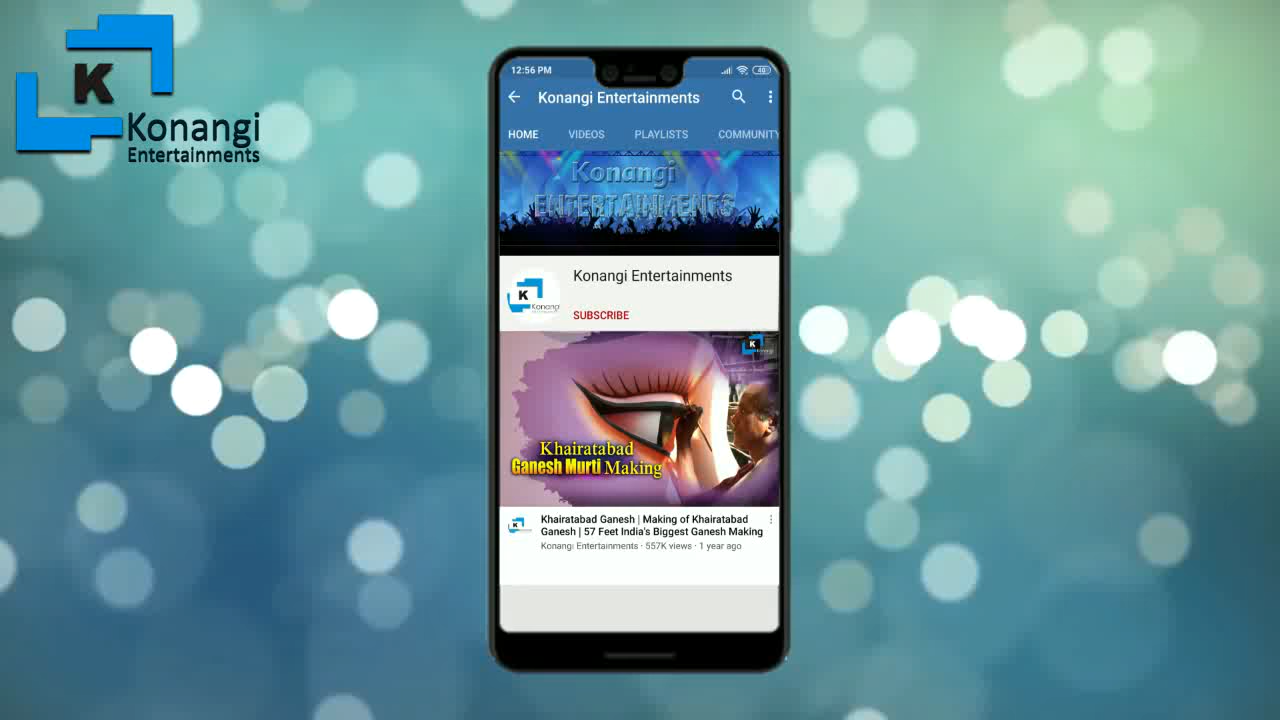 K
Konangi
Entertainments
12:56 PM
48
Konangi Entertainments
HOME VIDEOS PLAYLISTS COMMUNITY
Konangi
ENTERTAINMENTS
Konangi Entertainments
K
Konangi
SUBSCRIBE
K
Khairatabad
Ganesh Murti Making
Khairatabad Ganesh | Making of Khairatabad
Ganesh | 57 Feet India's Biggest Ganesh Making
Konangi Entertainments · 557K views · 1 year ago